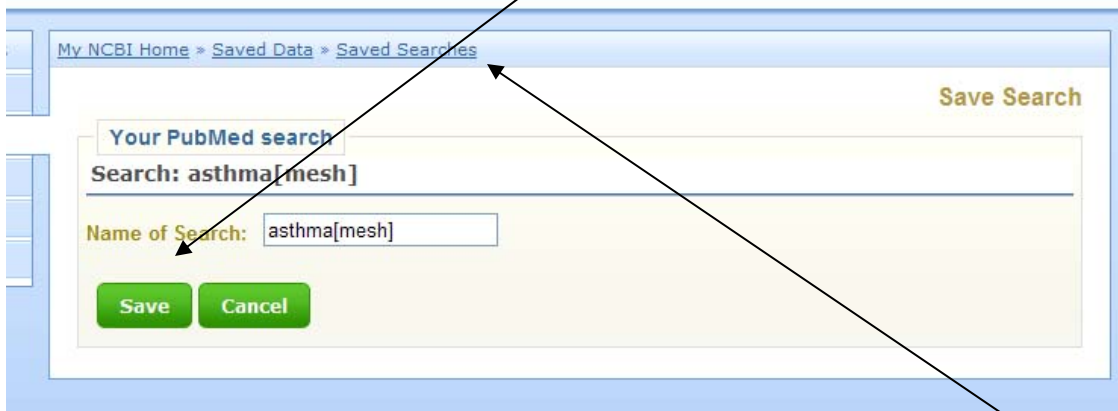 My NCBI Home » Saved Data » Saved Searches
Save Search
Your PubMed search
Search: asthma[mesh]
Name of Search: asthma[mesh]
Save Cancel